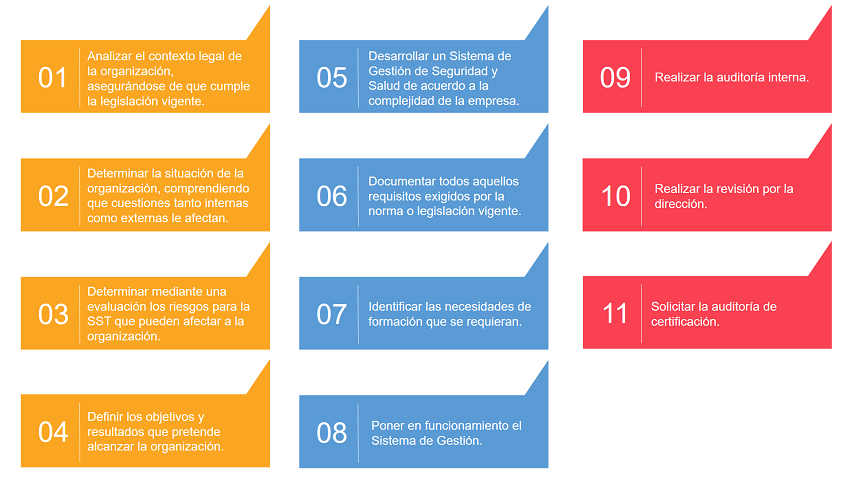 01
Analizar el contexto legal de
la organización,
asegurándose de que cumple
la legislación vigente.
02
Determinar la situación de la
organización, comprendiendo
que cuestiones tanto internas
como externas le afectan.
03
Determinar mediante una
evaluación los riesgos para la
SST que pueden afectar a la
organización.
04
Definir los objetivos y
resultados que pretende
alcanzar la organización.
05
Desarrollar un Sistema de
Gestión de Seguridad y
Salud de acuerdo a la
complejidad de la empresa.
06
Documentar todos aquellos
requisitos exigidos por la
norma o legislación vigente.
07
Identificar las necesidades de
formación que se requieran.
08
Poner en funcionamiento el
Sistema de Gestión.
09
Realizar la auditoría interna.
10
Realizar la revisión por la
dirección.
11
Solicitar la auditoría de
certificación.